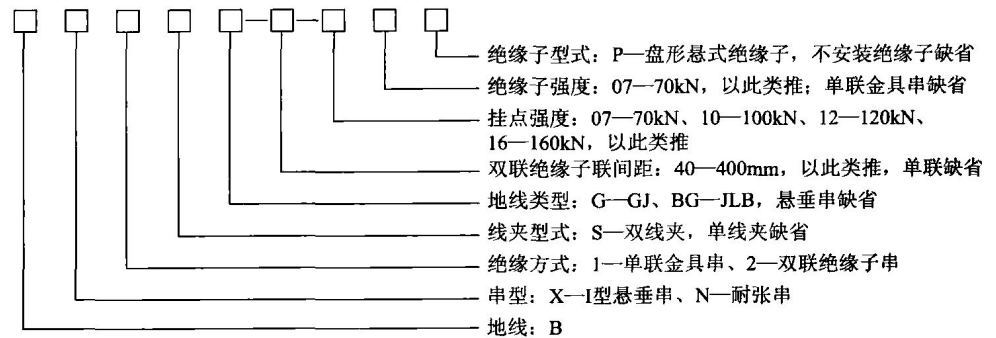 绝缘子型式：P—盘形悬式绝缘子，不安装绝缘子缺省
绝缘子强度：07—70kN，以此类推；单联金具串缺省
挂点强度：07—70kN、10—100kN、12—120kN、
16—160kN，以此类推
双联绝缘子联间距：40—400mm，以此类推，单联缺省
地线类型：G—GJ、BG—JLB，悬垂串缺省
线夹型式：S—双线夹，单线夹缺省
绝缘方式：1—单联金具串、2—双联绝缘子串
串型：X—I型悬垂串、N—耐张串
地线：B